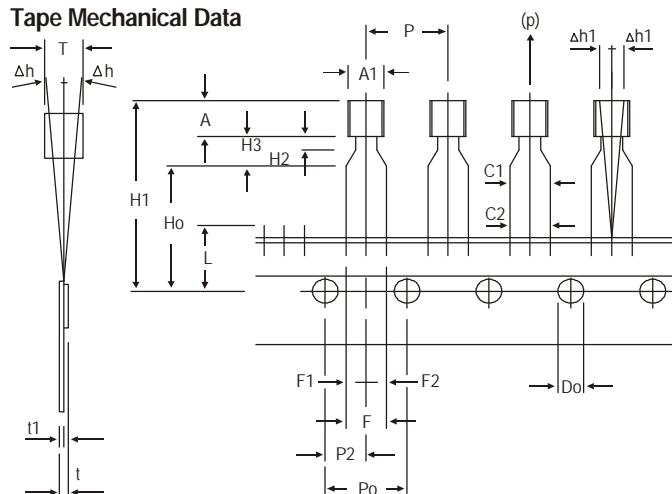 Tape Mechanical Data
T
Δh
Δh
P
(p)
Δh1
Δh1
A1
A
H3
H2
H1
Ho
L
C1
C2
F1
F2
Do
F
t1
P2
t
Po